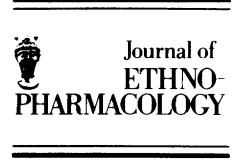 Journal of
ETHNO-
PHARMACOLOGY